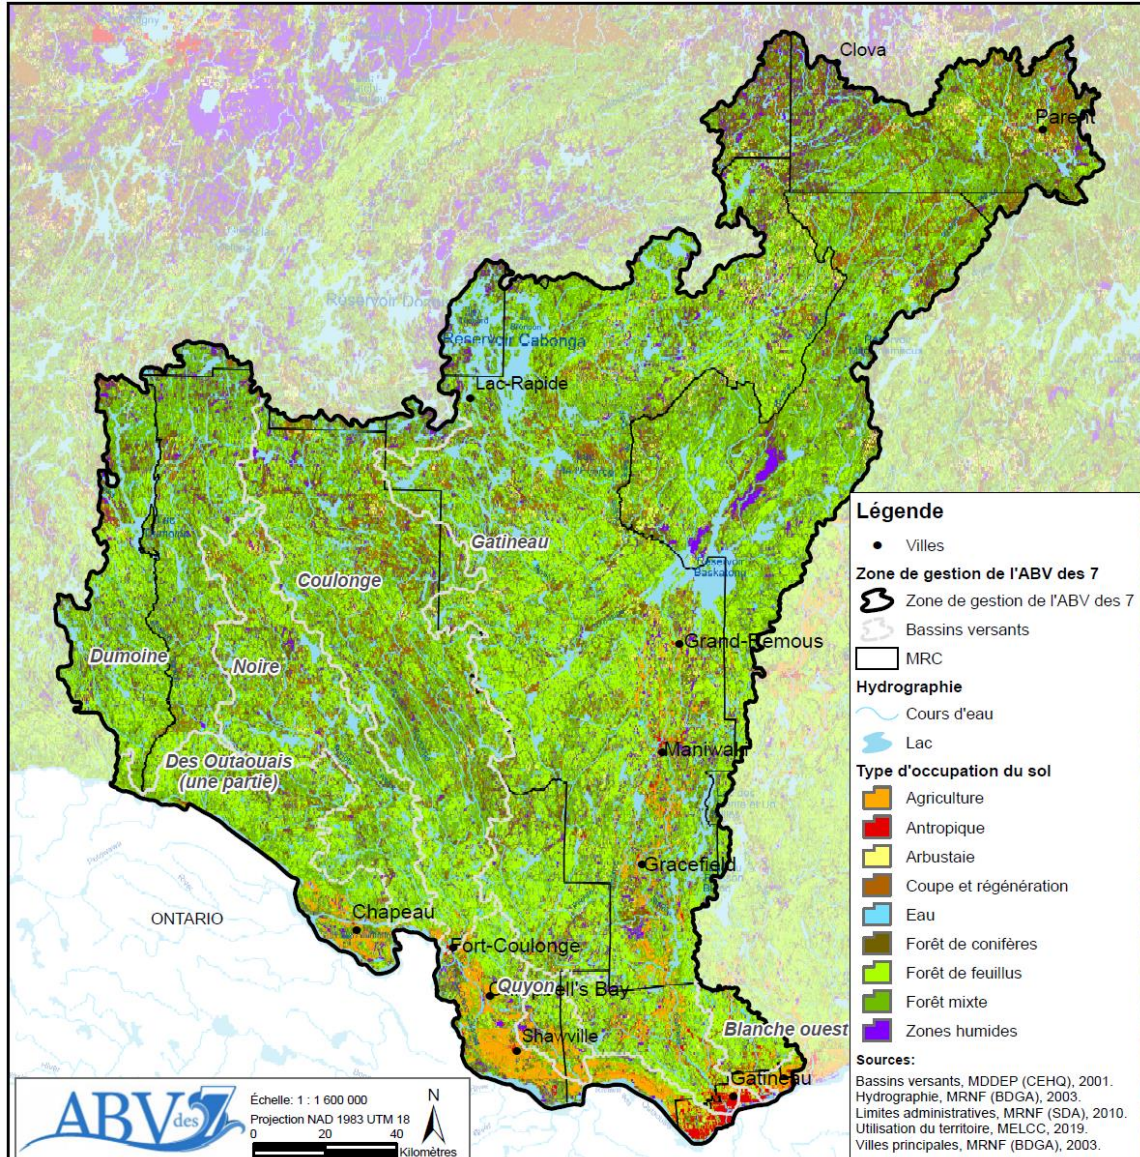 Clova
Parent
Réservoir Cabonga
Lac-Rapide
Gatineau
Coulonge
Réservoir
Baskatong
Dumoine
Noire
Grand-Remous
Des Outaouais
(une partie)
Maniwaki
Gracefield
ONTARIO
Chapeau
Fort-Coulonge
Quyon
ell's Bay
Shawville
Blanche ouest
Gatineau
Légende
Villes
Zone de gestion de l'ABV des 7
Zone de gestion de l'ABV des 7
Bassins versants
MRC
Hydrographie
Cours d'eau
Lac
Type d'occupation du sol
Agriculture
Antropique
Arbustaie
Coupe et régénération
Eau
Forêt de conifères
Forêt de feuillus
Forêt mixte
Zones humides
Sources:
Bassins versants, MDDEP (CEHQ), 2001.
Hydrographie, MRNF (BDGA), 2003.
Limites administratives, MRNF (SDA), 2010.
Utilisation du territoire, MELCC, 2019.
Villes principales, MRNF (BDGA), 2003.
ABV des 7
Échelle: 1 : 1 600 000
Projection NAD 1983 UTM 18
0 20 40
Kilomètres
N